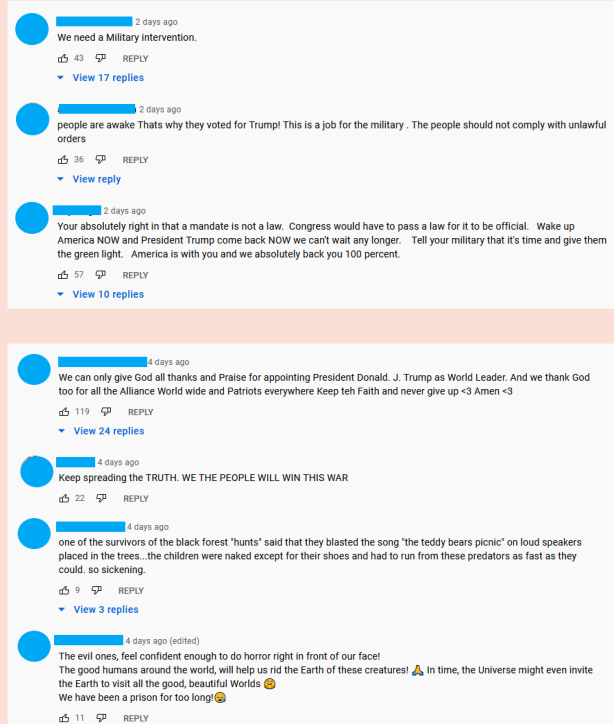 2 days ago
We need a Military intervention.
43 REPLY
View 17 replies
2 days ago
people are awake Thats why they voted for Trump! This is a job for the military . The people should not comply with unlawful
orders
36 REPLY
View reply
2 days ago
Your absolutely right in that a mandate is not a law. Congress would have to pass a law for it to be official. Wake up
America NOW and President Trump come back NOW we can't wait any longer. Tell your military that it's time and give them
the green light. America is with you and we absolutely back you 100 percent.
57 REPLY
View 10 replies
4 days ago
We can only give God all thanks and Praise for appointing President Donald. J. Trump as World Leader. And we thank God
too for all the Alliance World wide and Patriots everywhere Keep teh Faith and never give up <3 Amen <3
119 REPLY
View 24 replies
4 days ago
Keep spreading the TRUTH. WE THE PEOPLE WILL WIN THIS WAR
22 REPLY
4 days ago
one of the survivors of the black forest "hunts" said that they blasted the song "the teddy bears picnic" on loud speakers
placed in the trees...the children were naked except for their shoes and had to run from these predators as fast as they
could. so sickening.
9 REPLY
View 3 replies
4 days ago (edited)
The evil ones, feel confident enough to do horror right in front of our face!
The good humans around the world, will help us rid the Earth of these creatures! 🙏 In time, the Universe might even invite
the Earth to visit all the good, beautiful Worlds 🤗
We have been a prison for too long!😪
11 REPLY